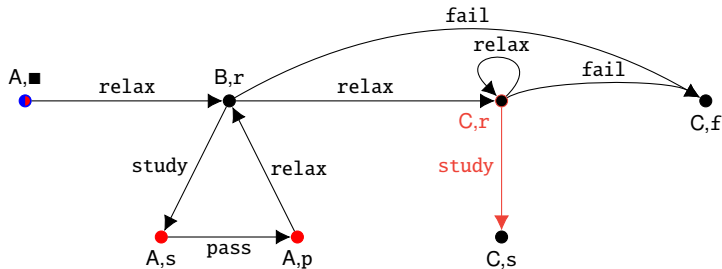 fail
relax
A,■
B,r
relax
relax
fail
C,r
C,f
study
relax
study
pass
A,s
A,p
C,s